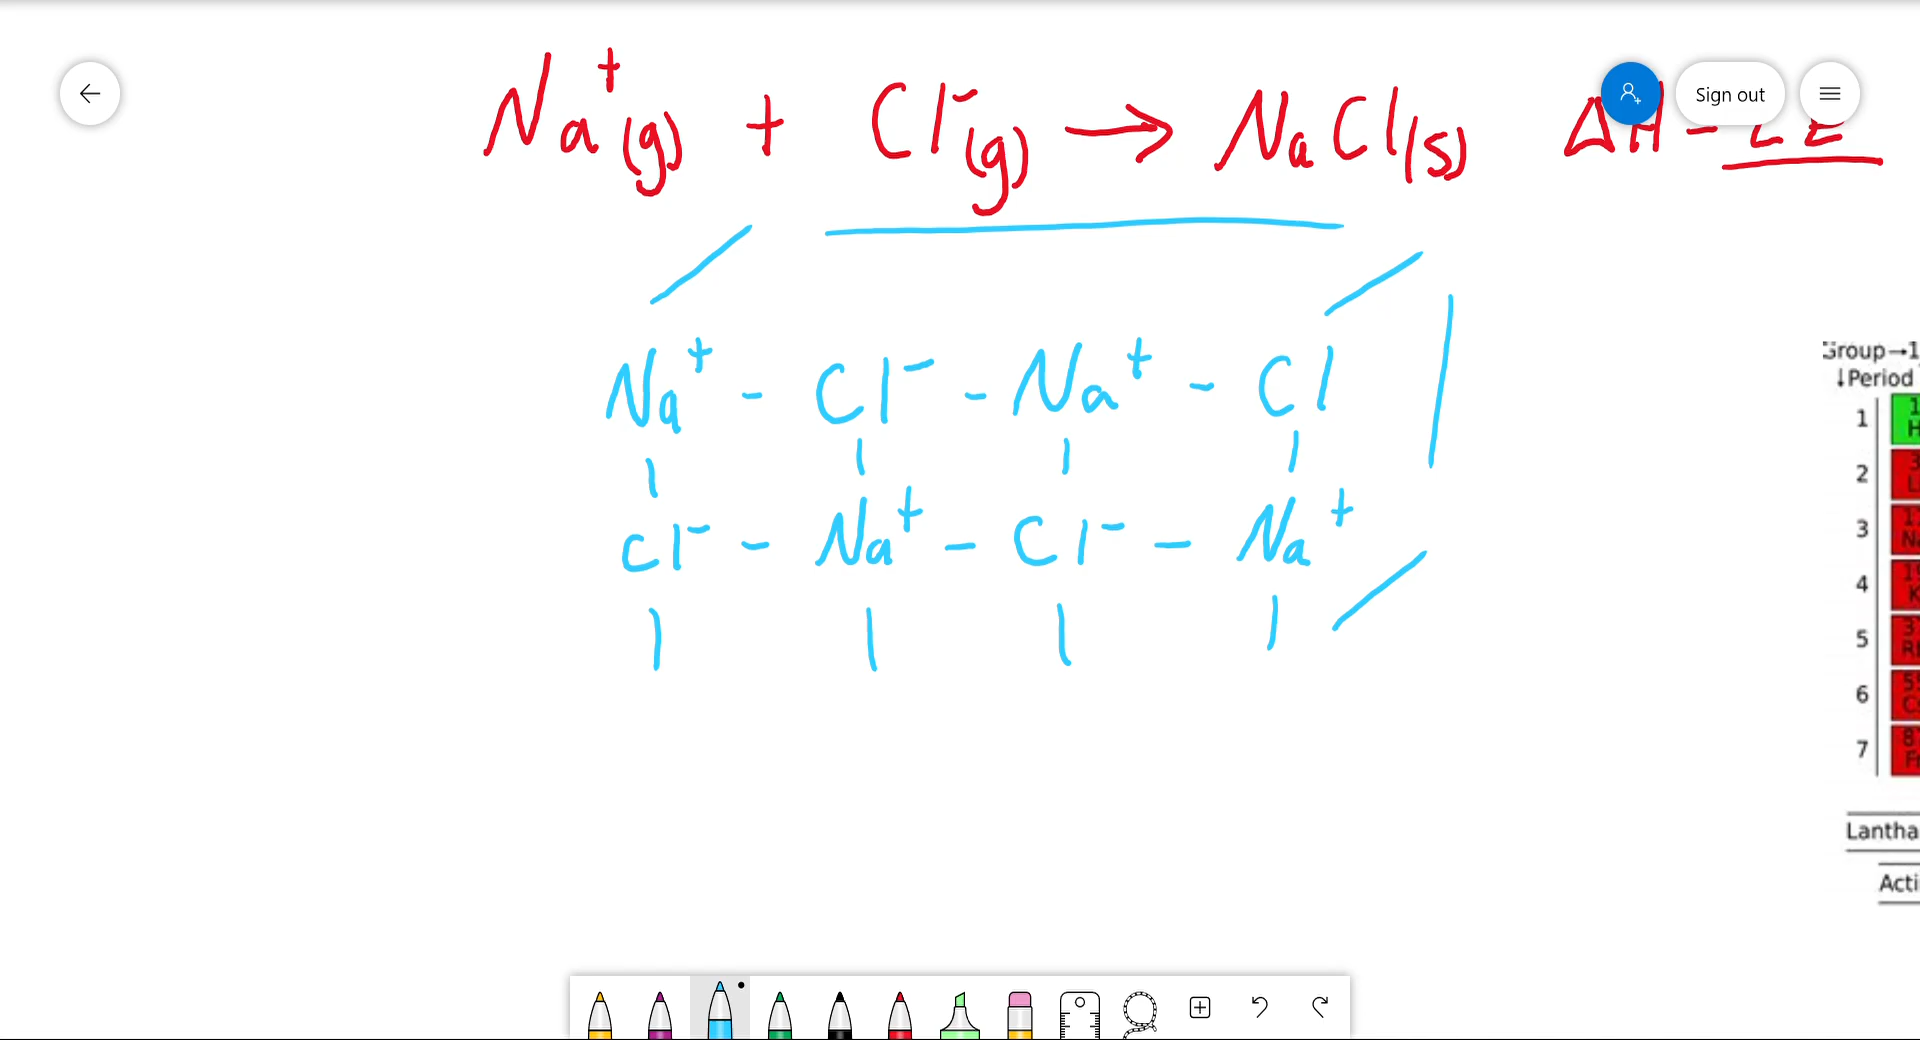 Na⁺(g) + Cl⁻(g) → NaCl(s) ΔH = LE
Sign out
Na⁺ - Cl⁻ - Na⁺ - Cl
Cl⁻ - Na⁺ - Cl⁻ - Na⁺
Group→1
↓Period
1
H
2
3
4
5
6
7
Lantha
Acti